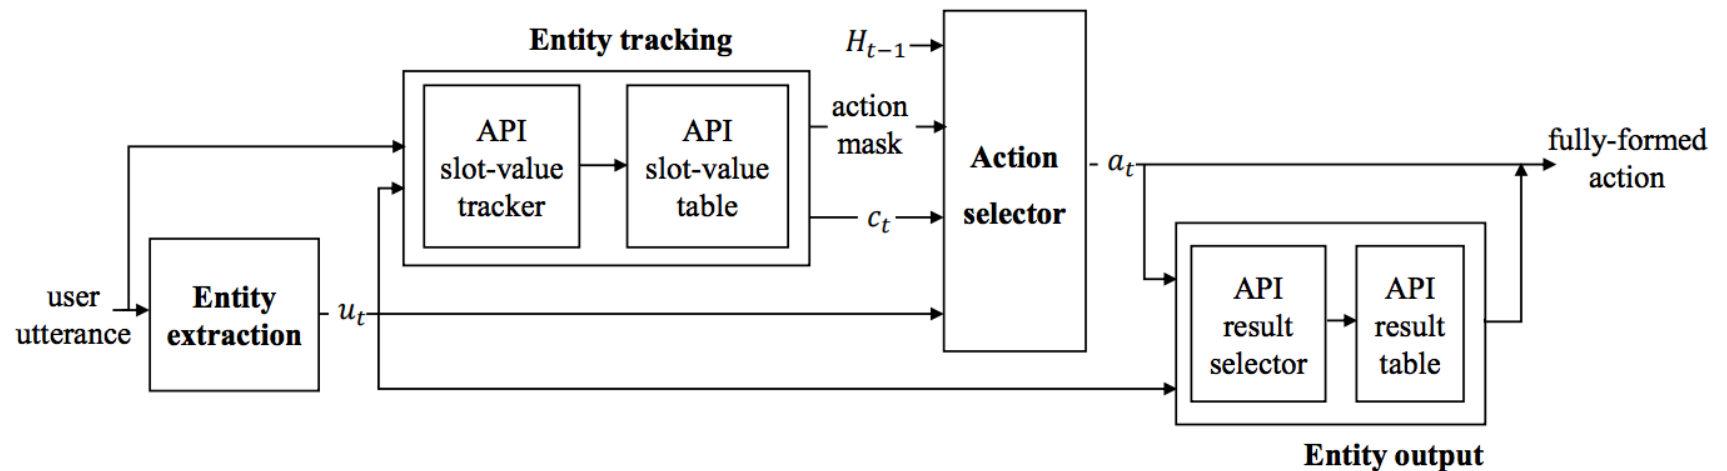 user
utterance
Entity
extraction
u_t
Entity tracking
API
slot-value
tracker
API
slot-value
table
H_{t−1}
action
mask
c_t
Action
selector
a_t
fully-formed
action
API
result
selector
API
result
table
Entity output